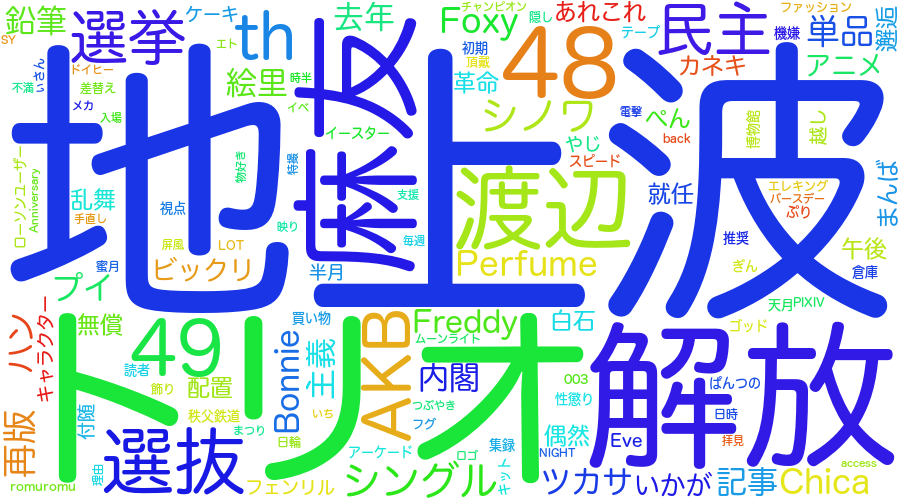 地上波
トリオ
解放
麻友
渡辺
48
49th
選挙
選抜
AKB
民主
シングル
Perfume
Chica
Foxy
Freddy
Bonnie
シノワ
プイ
ハン
再版
鉛筆
ケーキ
SY
ドイヒー
エト
いさん
不満
差替え
メカ
入場
去年
絵里
時半
イベ
チャンピオン
隠し
初期
頂戴
革命
あれこれ
テープ
カネキ
ファッション
機嫌
単品
邂逅
アニメ
イースター
ぺん
電撃
back
博物館
越し
やじ
スピード
エレキング
バースデー
ぷり
まんば
ローソンユーザー
Anniversary
乱舞
手直し
視点
物好き
特撮
支援
毎週
映り
就任
推奨
ぎん
午後
倉庫
屏風
LOT
蜜月
ビックリ
半月
天月
PIXIV
無償
キャラクター
買い物
白石
ムーンライト
ゴッド
読者
飾り
配置
主義
内閣
003
性懲り
ぱんつの
日時
拝見
付随
秩父鉄道
まつり
いち
日輪
つぶやき
フグ
アーケード
ロゴ
集録
キット
偶然
NIGHT
Eve
理由
romuromu
フェンリル
ツカサ
いかが
記事
access